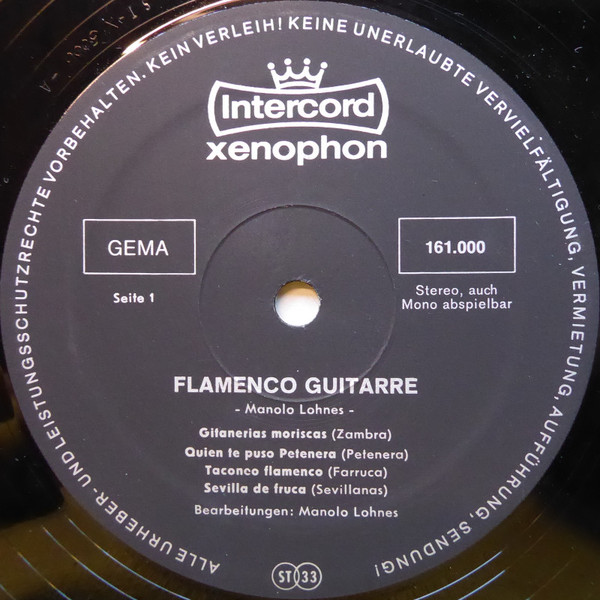 ALLE URHEBER- UND LEISTUNGSSCHUTZRECHTE VORBEHALTEN. KEIN VERLEIH! KEINE UNERLAUBTE VERVIELFÄLTIGUNG, VERMIETUNG, AUFFÜHRUNG, SENDUNG!
Intercord
xenophon
GEMA
161.000
Seite 1
Stereo, auch
Mono abspielbar
FLAMENCO GUITARRE
- Manolo Lohnes -
Gitanerias moriscas (Zambra)
Quien te puso Petenera (Petenera)
Taconeo flamenco (Farruca)
Sevilla de fruca (Sevillanas)
Bearbeitungen: Manolo Lohnes
ST 33